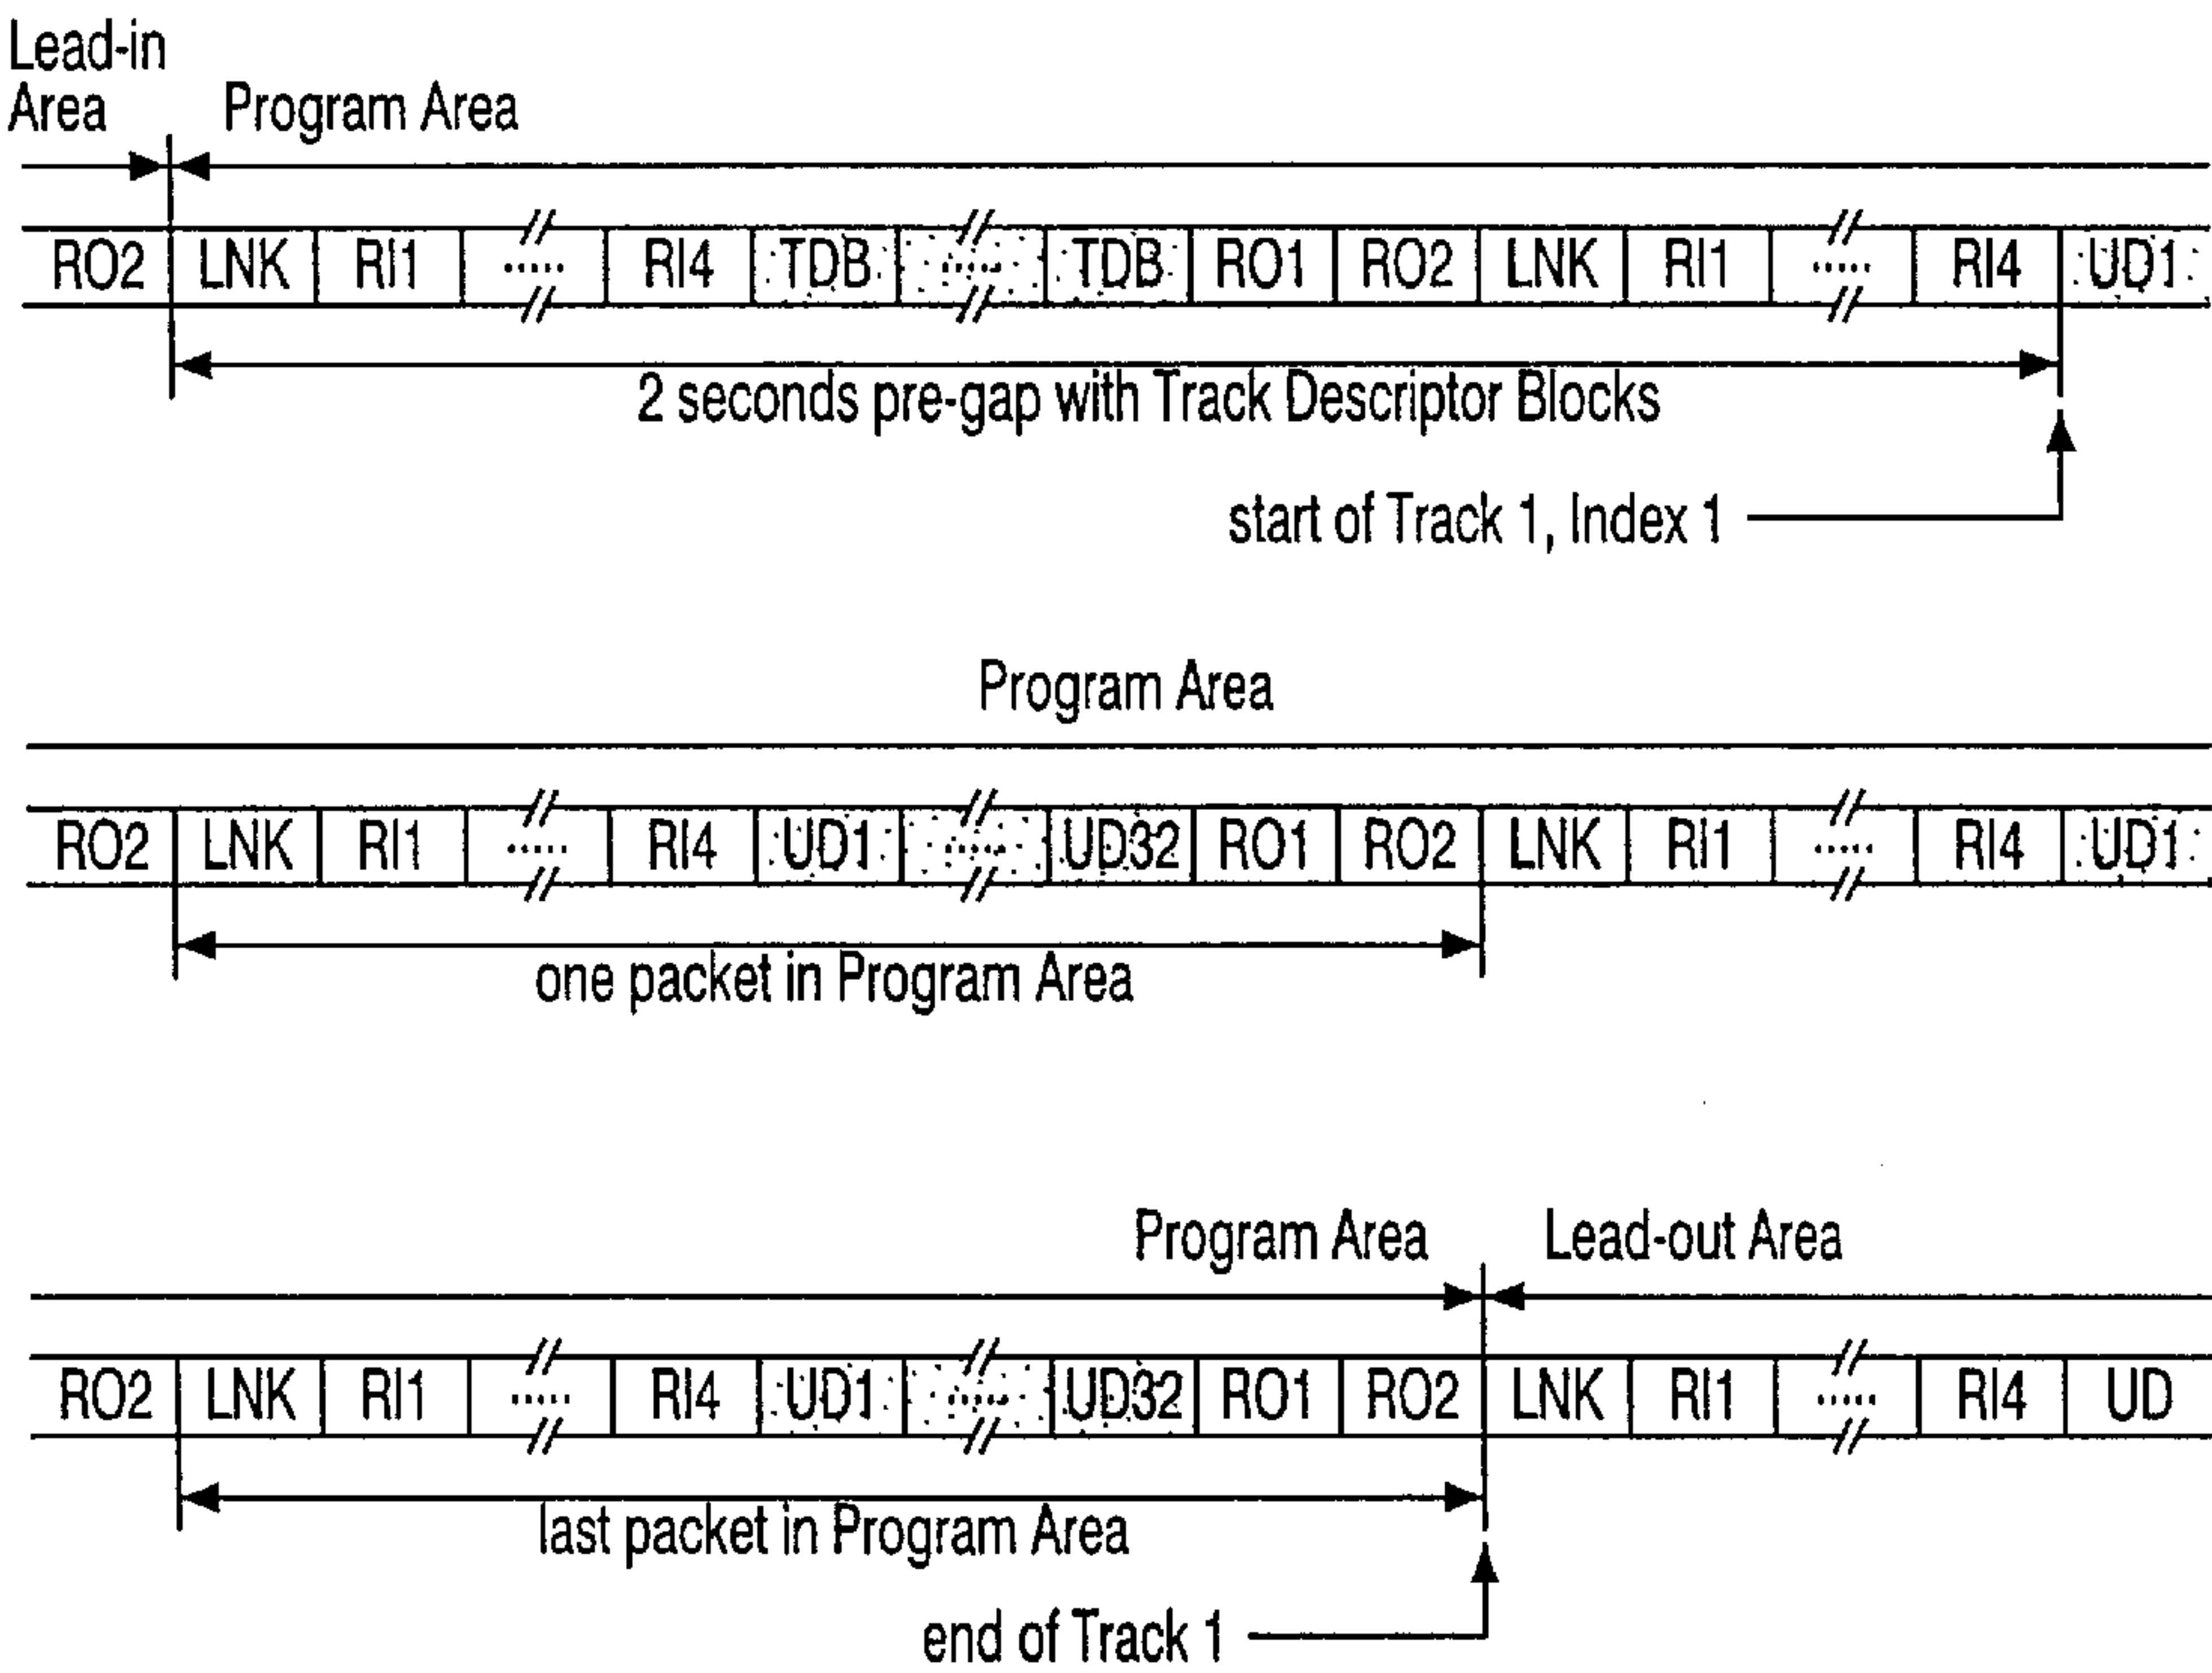 Lead-in
Area
Program Area
RO2 LNK RI1 ..... RI4 TDB ..... TDB RO1 RO2 LNK RI1 ..... RI4 UD1
2 seconds pre-gap with Track Descriptor Blocks
start of Track 1, Index 1
Program Area
RO2 LNK RI1 ..... RI4 UD1 ..... UD32 RO1 RO2 LNK RI1 ..... RI4 UD1
one packet in Program Area
Program Area Lead-out Area
RO2 LNK RI1 ..... RI4 UD1 ..... UD32 RO1 RO2 LNK RI1 ..... RI4 UD
last packet in Program Area
end of Track 1